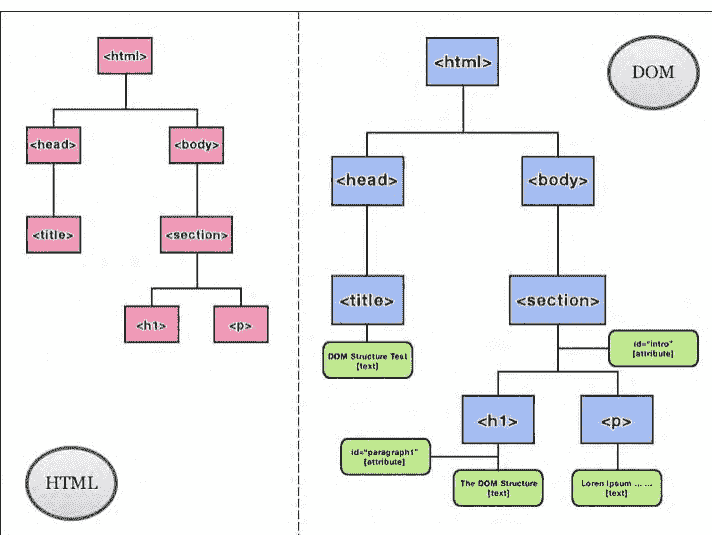 <html>
<head>
<body>
<title>
<section>
<h1>
<p>
HTML
<html>
DOM
<head>
<body>
<title>
<section>
DOM Structure Test
[text]
id="intro"
[attribute]
<h1>
<p>
id="paragraph1"
[attribute]
The DOM Structure
[text]
Loren Ipsum ... ...
[text]